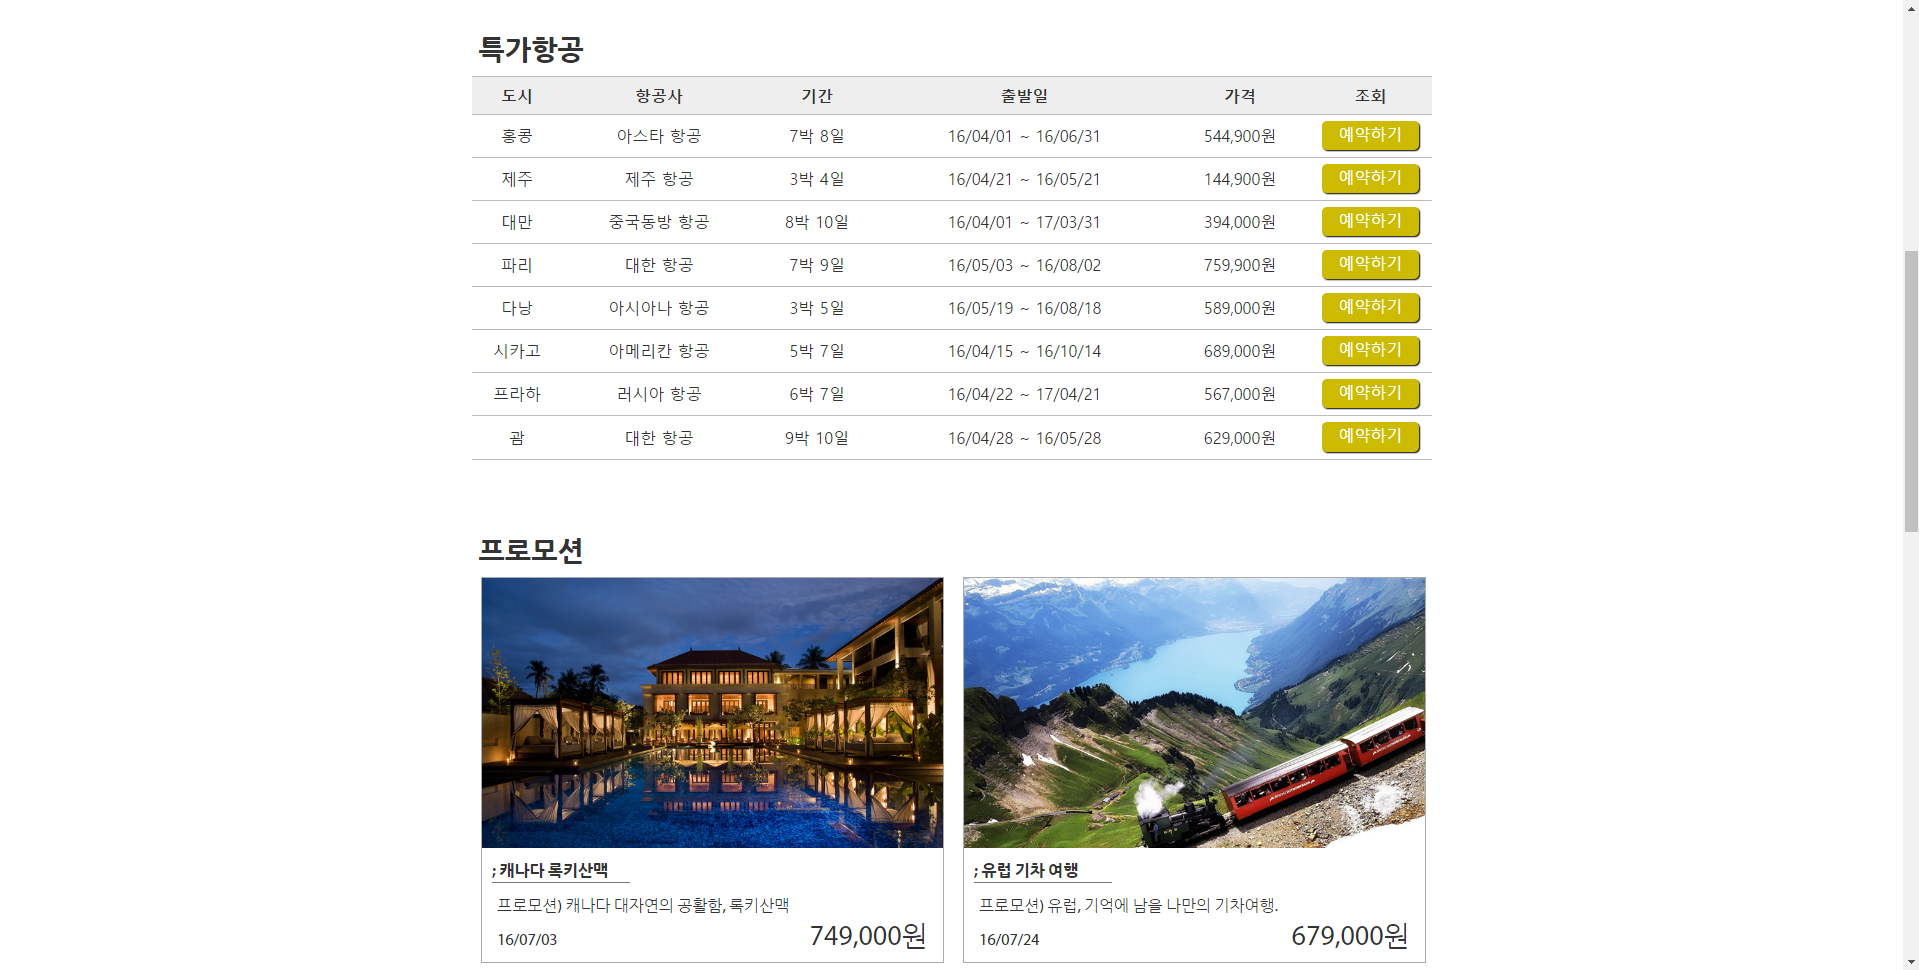 특가항공
도시 항공사 기간 출발일 가격 조회
홍콩 아스타 항공 7박 8일 16/04/01 ~ 16/06/31 544,900원 예약하기
제주 제주 항공 3박 4일 16/04/21 ~ 16/05/21 144,900원 예약하기
대만 중국동방 항공 8박 10일 16/04/01 ~ 17/03/31 394,000원 예약하기
파리 대한 항공 7박 9일 16/05/03 ~ 16/08/02 759,900원 예약하기
다낭 아시아나 항공 3박 5일 16/05/19 ~ 16/08/18 589,000원 예약하기
시카고 아메리칸 항공 5박 7일 16/04/15 ~ 16/10/14 689,000원 예약하기
프라하 러시아 항공 6박 7일 16/04/22 ~ 17/04/21 567,000원 예약하기
괌 대한 항공 9박 10일 16/04/28 ~ 16/05/28 629,000원 예약하기
프로모션
; 캐나다 록키산맥
프로모션) 캐나다 대자연의 공활함, 록키산맥
16/07/03 749,000원
; 유럽 기차 여행
프로모션) 유럽, 기억에 남을 나만의 기차여행.
16/07/24 679,000원